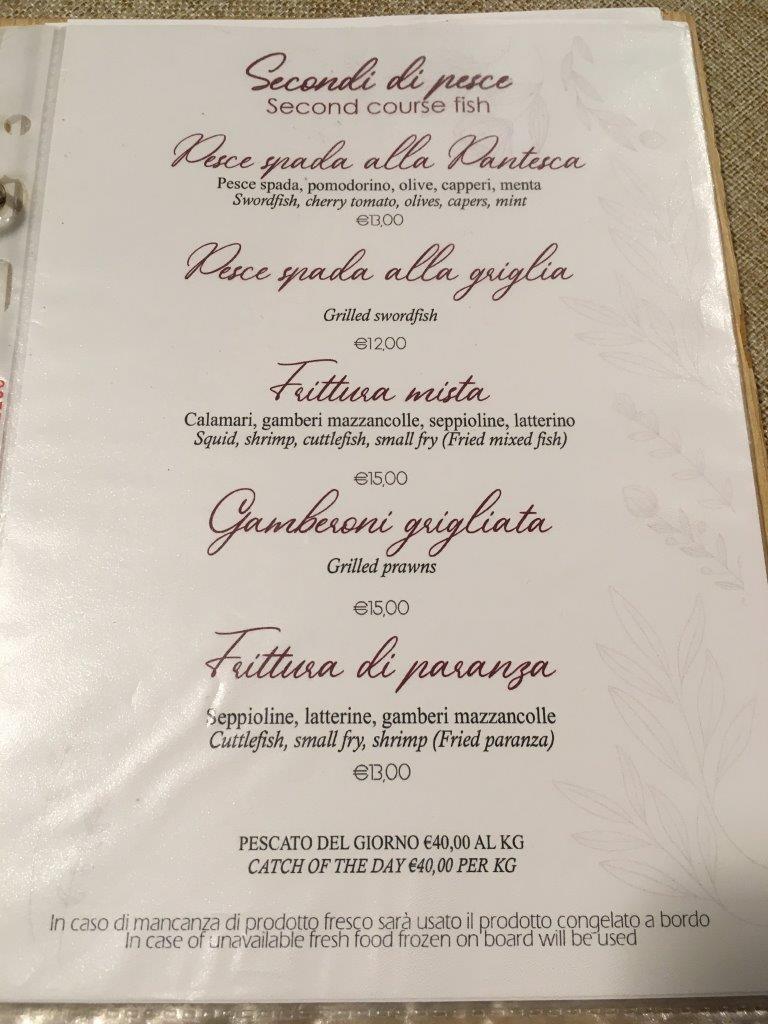 Secondi di pesce
Second course fish
Pesce spada alla Pantesca
Pesce spada, pomodorino, olive, capperi, menta
Swordfish, cherry tomato, olives, capers, mint
€13,00
Pesce spada alla griglia
Grilled swordfish
€12,00
Frittura mista
Calamari, gamberi mazzancolle, seppioline, latterino
Squid, shrimp, cuttlefish, small fry (Fried mixed fish)
€15,00
Gamberoni grigliata
Grilled prawns
€15,00
Frittura di paranza
Seppioline, latterine, gamberi mazzancolle
Cuttlefish, small fry, shrimp (Fried paranza)
€13,00
PESCATO DEL GIORNO €40,00 AL KG
CATCH OF THE DAY €40,00 PER KG
In caso di mancanza di prodotto fresco sarà usato il prodotto congelato a bordo
In case of unavailable fresh food frozen on board will be used